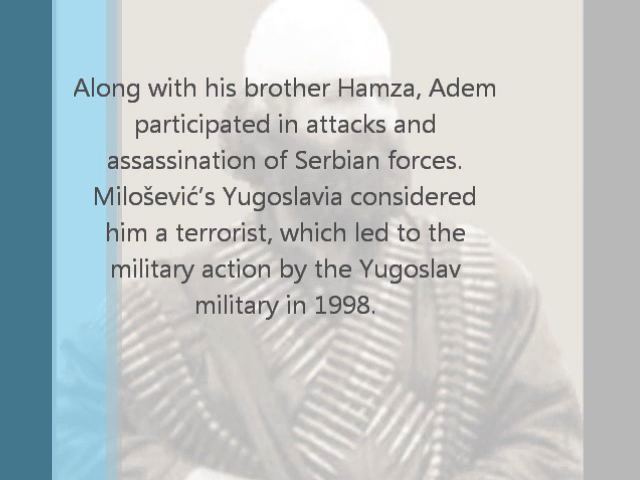 Along with his brother Hamza, Adem
participated in attacks and
assassination of Serbian forces.
Milošević’s Yugoslavia considered
him a terrorist, which led to the
military action by the Yugoslav
military in 1998.